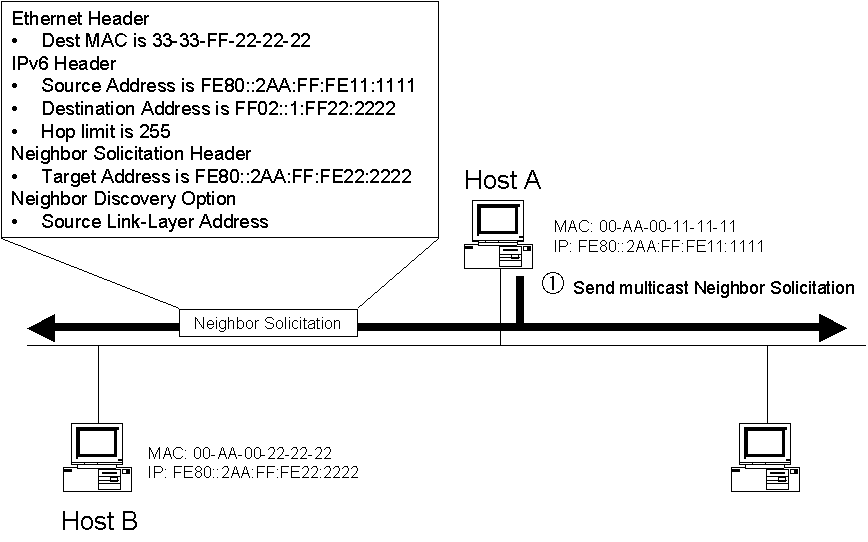 Ethernet Header
• Dest MAC is 33-33-FF-22-22-22
IPv6 Header
• Source Address is FE80::2AA:FF:FE11:1111
• Destination Address is FF02::1:FF22:2222
• Hop limit is 255
Neighbor Solicitation Header
• Target Address is FE80::2AA:FF:FE22:2222
Neighbor Discovery Option
• Source Link-Layer Address
Host A
MAC: 00-AA-00-11-11-11
IP: FE80::2AA:FF:FE11:1111
① Send multicast Neighbor Solicitation
Neighbor Solicitation
MAC: 00-AA-00-22-22-22
IP: FE80::2AA:FF:FE22:2222
Host B